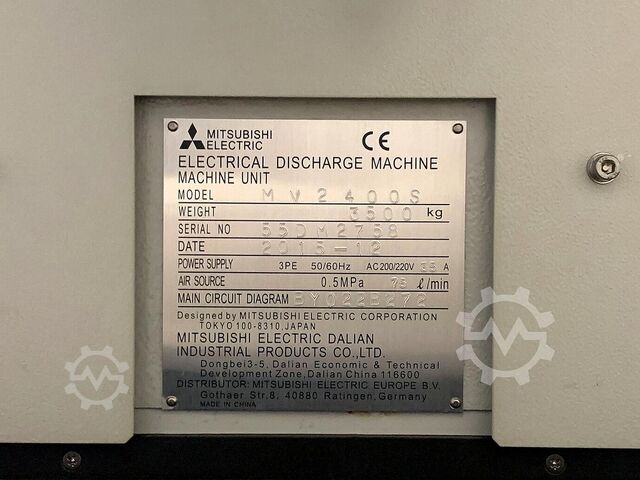 MITSUBISHI
ELECTRIC
CE
ELECTRICAL DISCHARGE MACHINE
MACHINE UNIT
MODEL MV2400S
WEIGHT 3500 kg
SERIAL NO 55DM2758
DATE 2015-12
POWER SUPPLY 3PE 50/60Hz AC200/220V 35 A
AIR SOURCE 0.5MPa 75 ℓ/min
MAIN CIRCUIT DIAGRAM BY022B272
Designed by MITSUBISHI ELECTRIC CORPORATION
TOKYO 100-8310,JAPAN
MITSUBISHI ELECTRIC DALIAN
INDUSTRIAL PRODUCTS CO.,LTD.
Dongbei3-5, Dalian Economic & Technical
Development Zone, Dalian China 116600
DISTRIBUTOR: MITSUBISHI ELECTRIC EUROPE B.V.
Gothaer Str.8, 40880 Ratingen,Germany
MADE IN CHINA